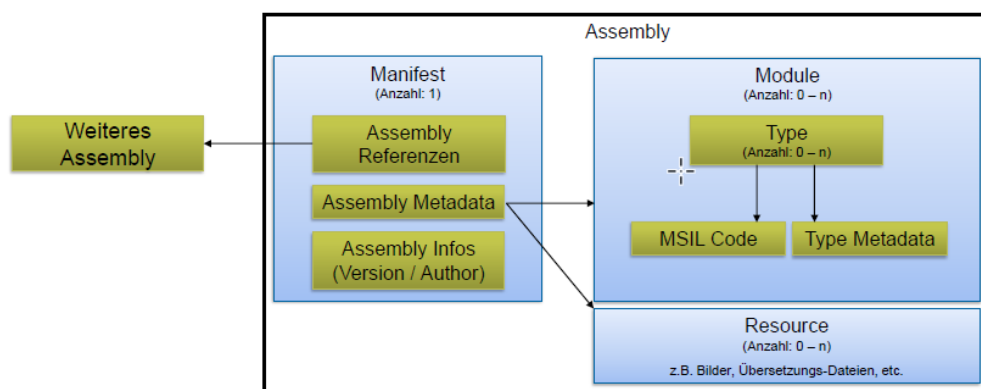 Assembly
Manifest
(Anzahl: 1)
Assembly
Referenzen
Assembly Metadata
Assembly Infos
(Version / Author)
Weiteres
Assembly
Module
(Anzahl: 0 – n)
Type
(Anzahl: 0 – n)
MSIL Code
Type Metadata
Resource
(Anzahl: 0 – n)
z.B. Bilder, Übersetzungs-Dateien, etc.